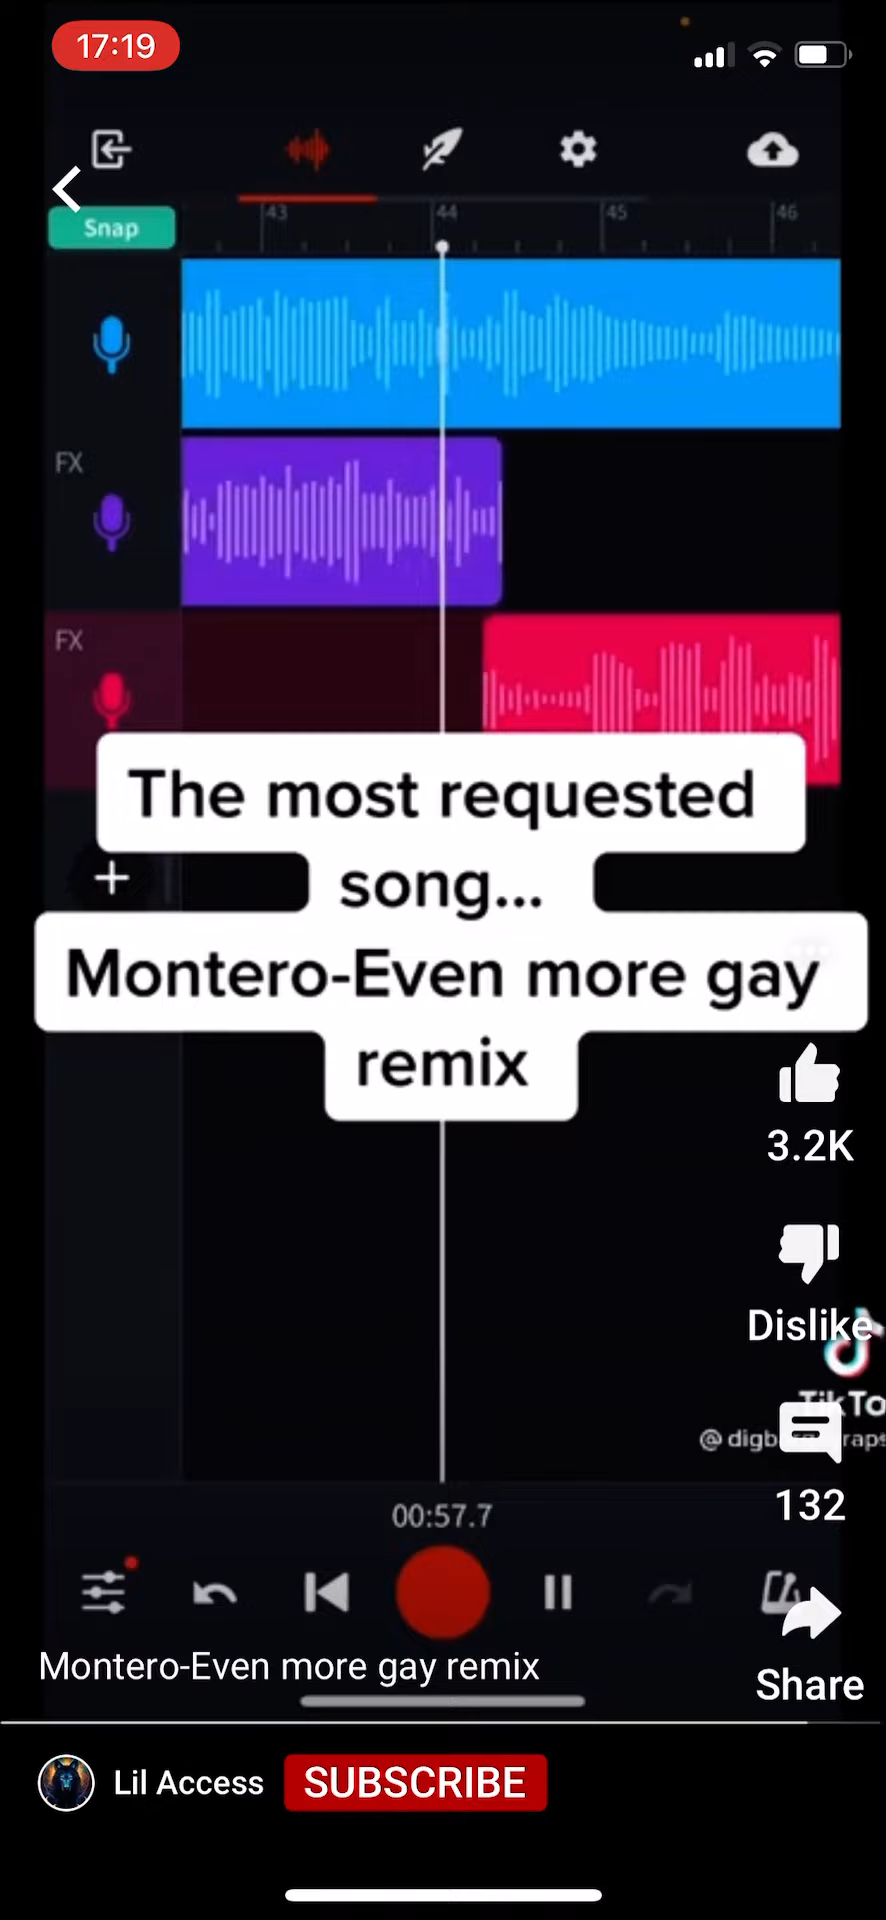 17:19
Snap
43
44
45
46
FX
FX
The most requested
song...
Montero-Even more gay
remix
3.2K
Dislike
132
00:57.7
Montero-Even more gay remix
Share
Lil Access
SUBSCRIBE